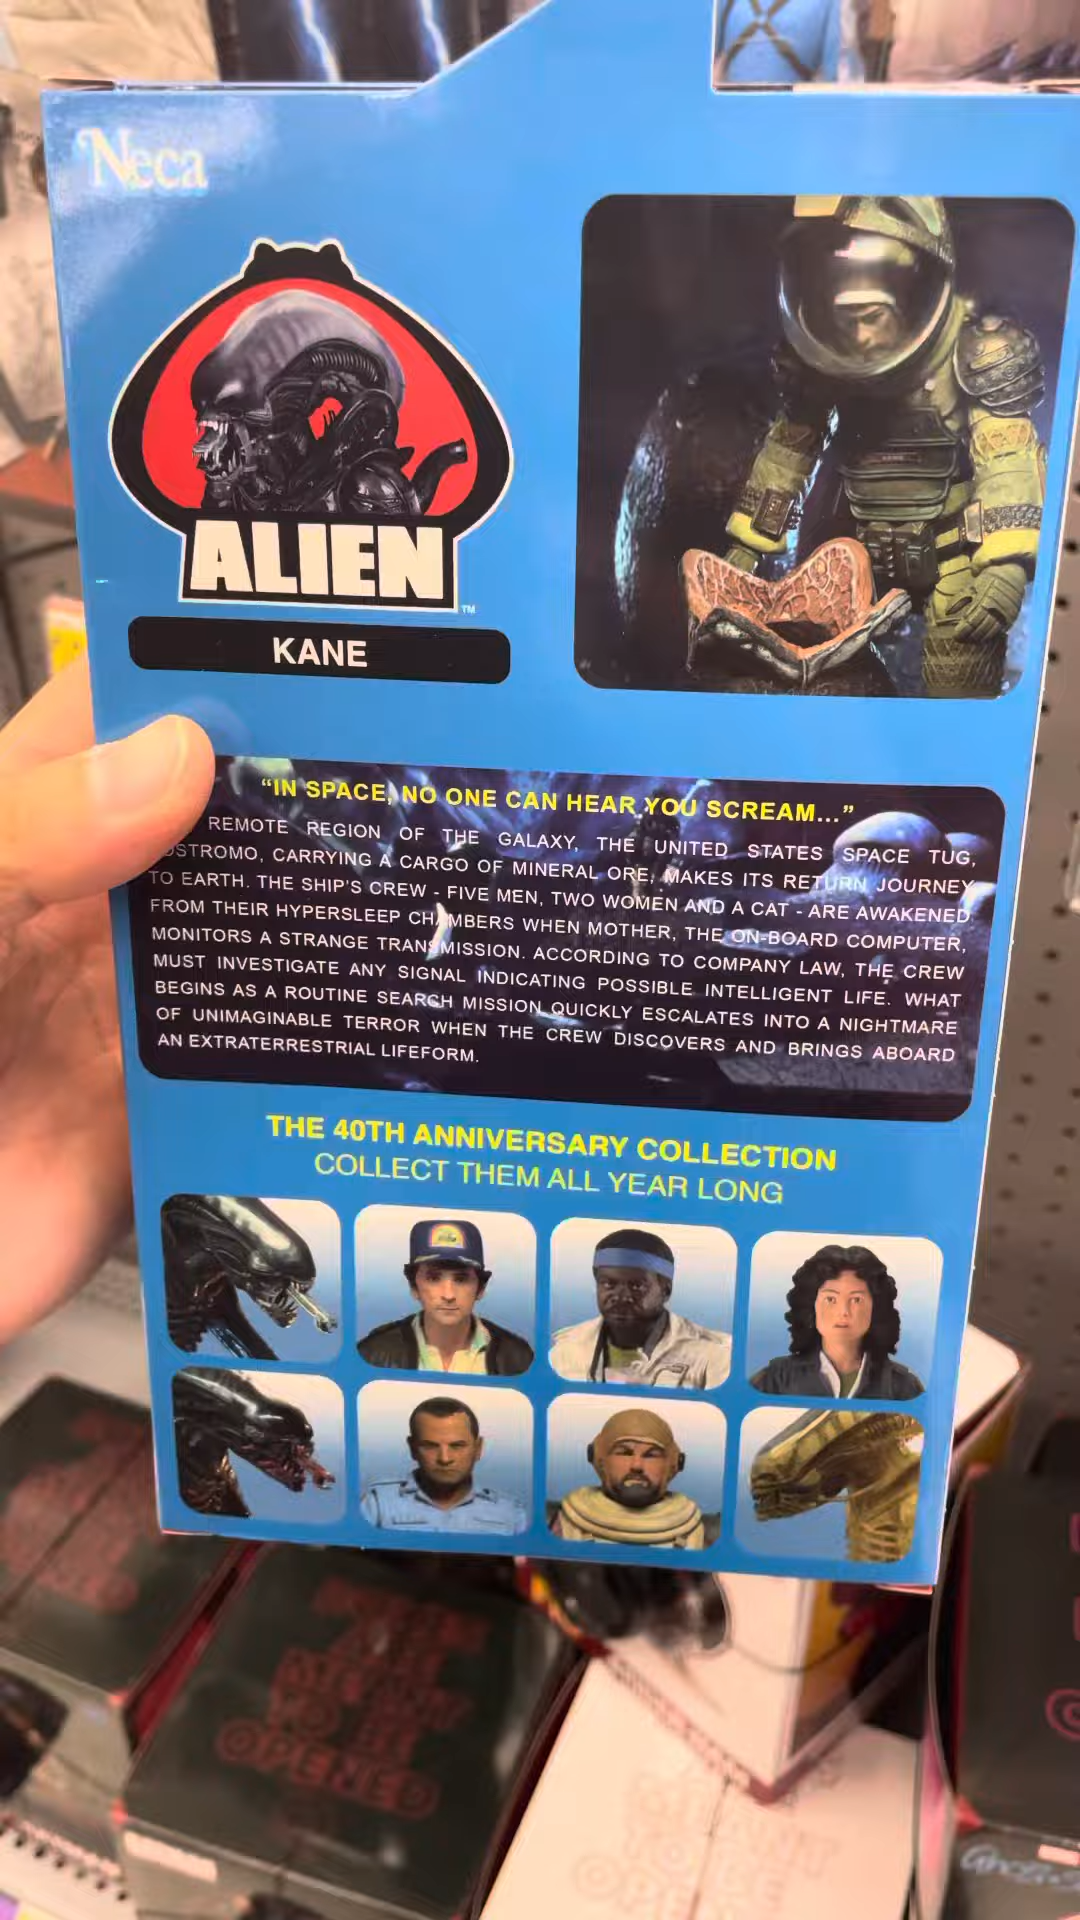 Neca
ALIEN
TM
KANE
"IN SPACE, NO ONE CAN HEAR YOU SCREAM..."
REMOTE REGION OF THE GALAXY, THE UNITED STATES SPACE TUG,
OSTROMO, CARRYING A CARGO OF MINERAL ORE, MAKES ITS RETURN JOURNEY
TO EARTH. THE SHIP'S CREW - FIVE MEN, TWO WOMEN AND A CAT - ARE AWAKENED
FROM THEIR HYPERSLEEP CHAMBERS WHEN MOTHER, THE ON-BOARD COMPUTER,
MONITORS A STRANGE TRANSMISSION. ACCORDING TO COMPANY LAW, THE CREW
MUST INVESTIGATE ANY SIGNAL INDICATING POSSIBLE INTELLIGENT LIFE. WHAT
BEGINS AS A ROUTINE SEARCH MISSION QUICKLY ESCALATES INTO A NIGHTMARE
OF UNIMAGINABLE TERROR WHEN THE CREW DISCOVERS AND BRINGS ABOARD
AN EXTRATERRESTRIAL LIFEFORM.
THE 40TH ANNIVERSARY COLLECTION
COLLECT THEM ALL YEAR LONG
TO BE
OPENED